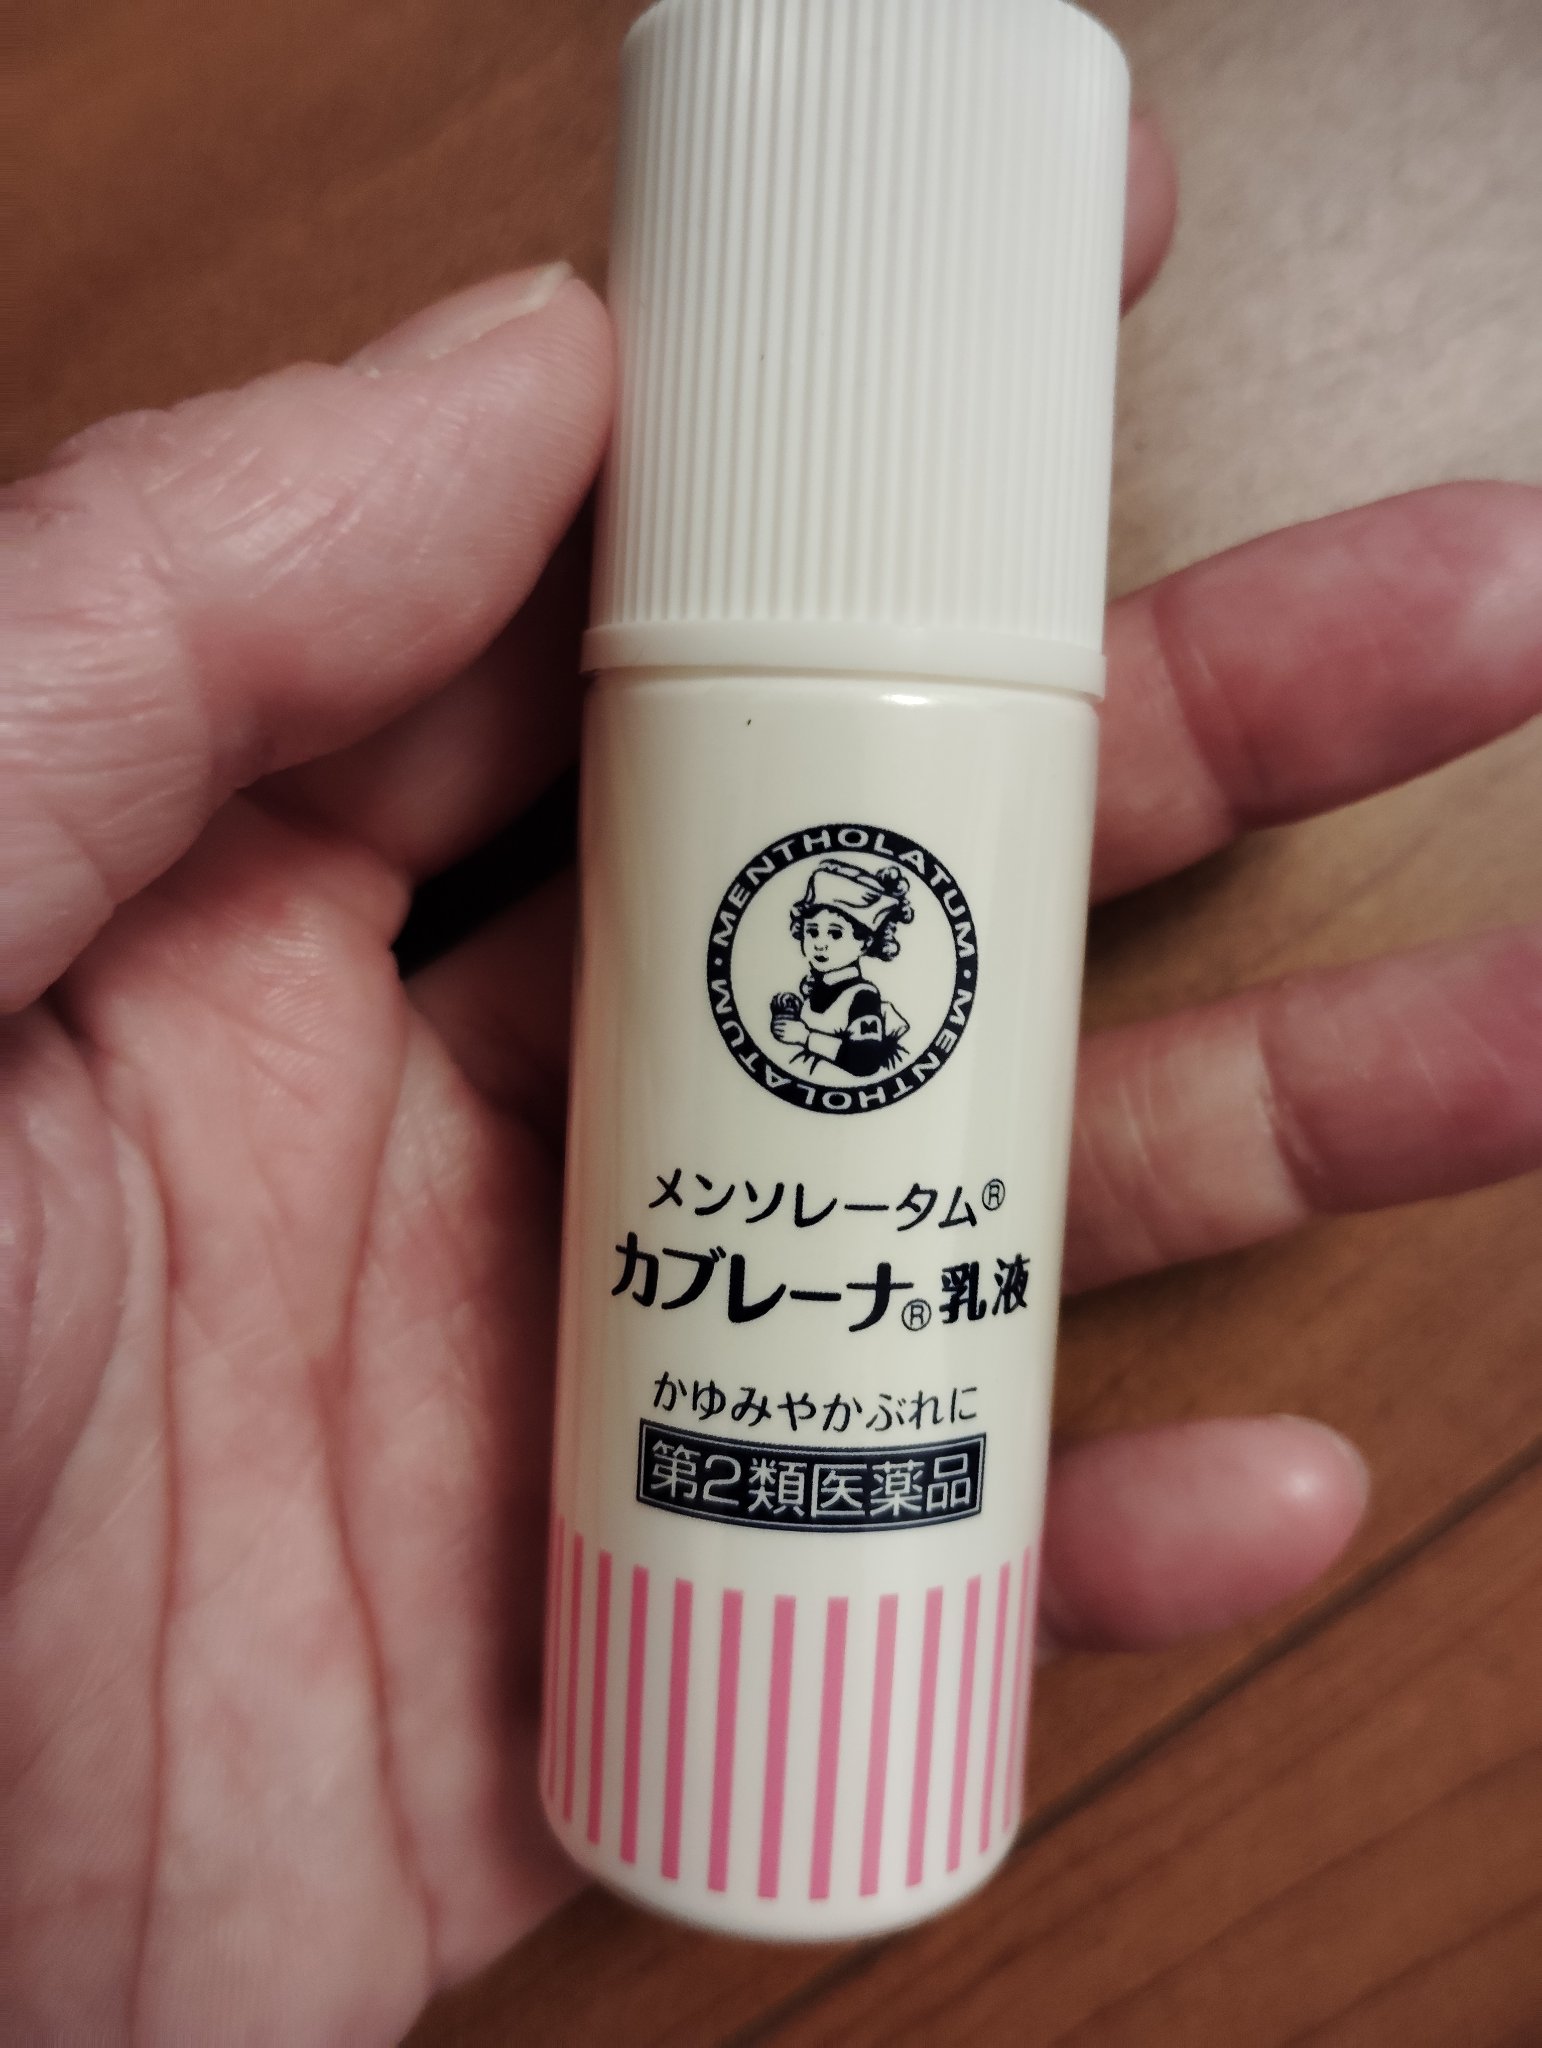 MENTHOLATUM・MENTHOLATUM・
M
メンソレータム®
カブレーナ®乳液
かゆみやかぶれに
第2類医薬品